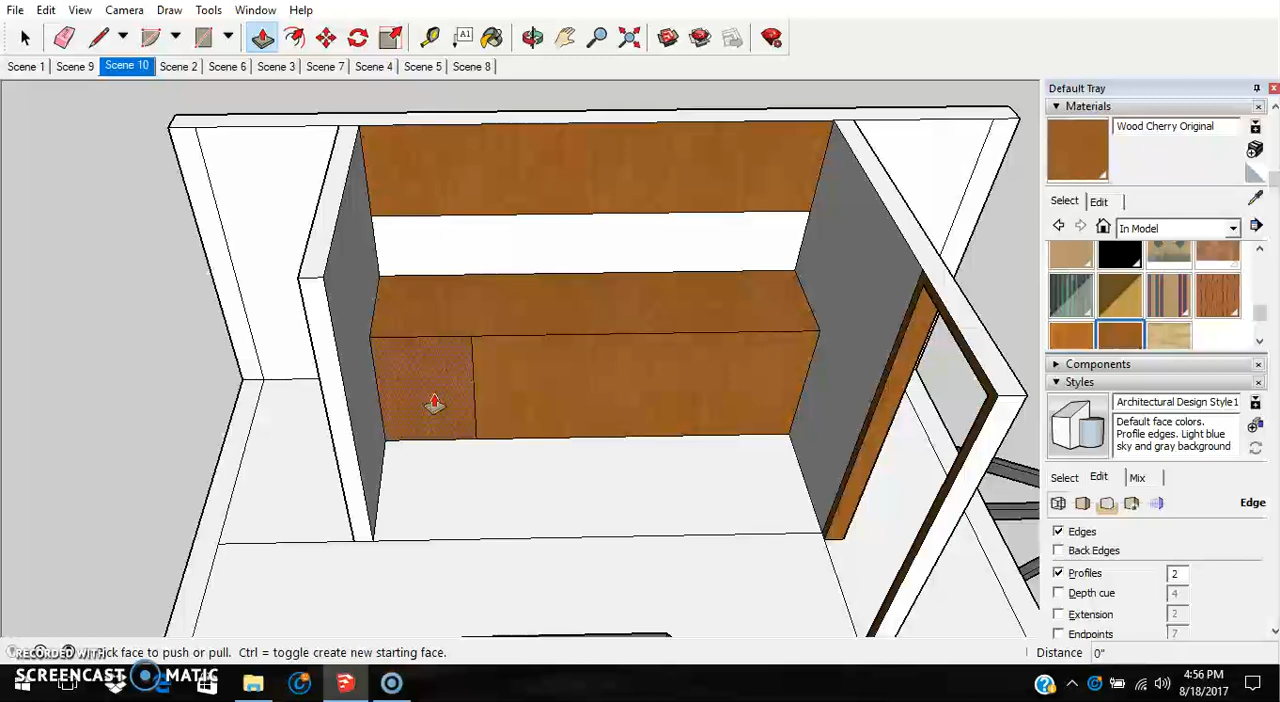 File Edit View Camera Draw Tools Window Help
A1
Scene 1 Scene 9 Scene 10 Scene 2 Scene 6 Scene 3 Scene 7 Scene 4 Scene 5 Scene 8
Default Tray
Materials
Wood Cherry Original
Select Edit
In Model
Components
Styles
Architectural Design Style1
Default face colors.
Profile edges. Light blue
sky and gray background
Select Edit Mix
Edge
Edges
Back Edges
Profiles 2
Depth cue 4
Extension 2
Endpoints 7
face to push or pull. Ctrl = toggle create new starting face.
Distance 0"
RECORDED WITH
SCREENCAST MATIC
4:56 PM
8/18/2017